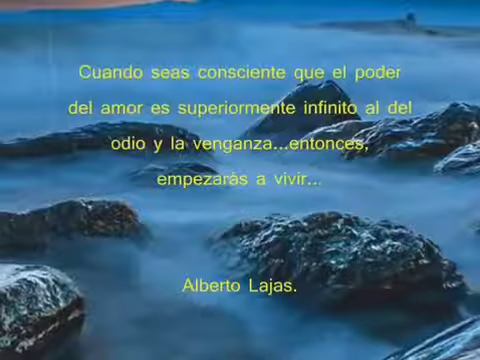 Cuando seas consciente que el poder
del amor es superiormente infinito al del
odio y la venganza...entonces,
empezaràs a vivir...
Alberto Lajas.